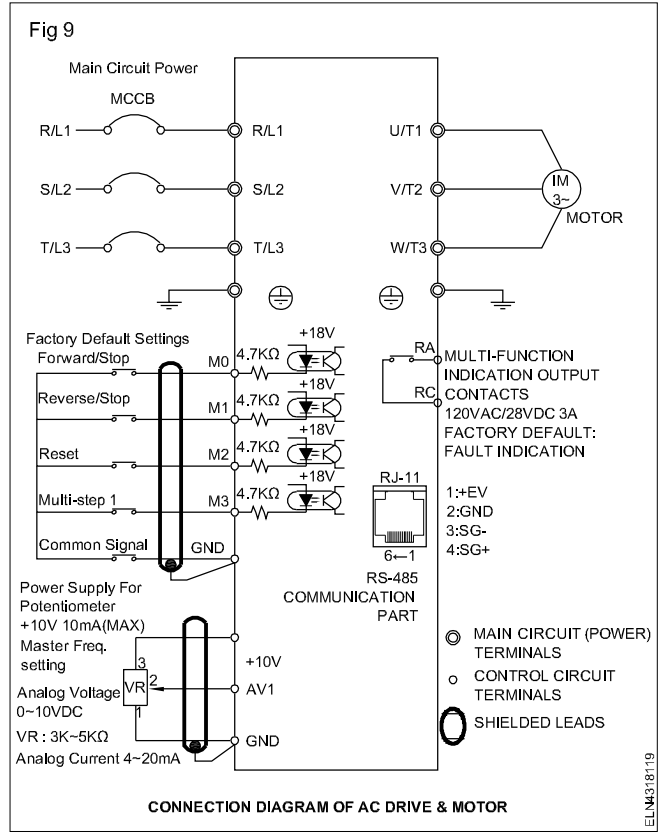 Fig 9
Main Circuit Power
MCCB
R/L1 R/L1 U/T1
S/L2 S/L2 V/T2
IM
3~
MOTOR
T/L3 T/L3 W/T3
Factory Default Settings
Forward/Stop M0 4.7KΩ +18V
Reverse/Stop M1 4.7KΩ +18V
Reset M2 4.7KΩ +18V
Multi-step 1 M3 4.7KΩ +18V
Common Signal GND
RA
RC
MULTI-FUNCTION
INDICATION OUTPUT
CONTACTS
120VAC/28VDC 3A
FACTORY DEFAULT:
FAULT INDICATION
RJ-11
6←1
1:+EV
2:GND
3:SG-
4:SG+
RS-485
COMMUNICATION
PART
Power Supply For
Potentiometer
+10V 10mA(MAX)
Master Freq.
setting
3
VR 2
1
Analog Voltage
0~10VDC
VR : 3K~5KΩ
Analog Current 4~20mA
+10V
AV1
GND
MAIN CIRCUIT (POWER)
TERMINALS
CONTROL CIRCUIT
TERMINALS
SHIELDED LEADS
CONNECTION DIAGRAM OF AC DRIVE & MOTOR
ELN4318119